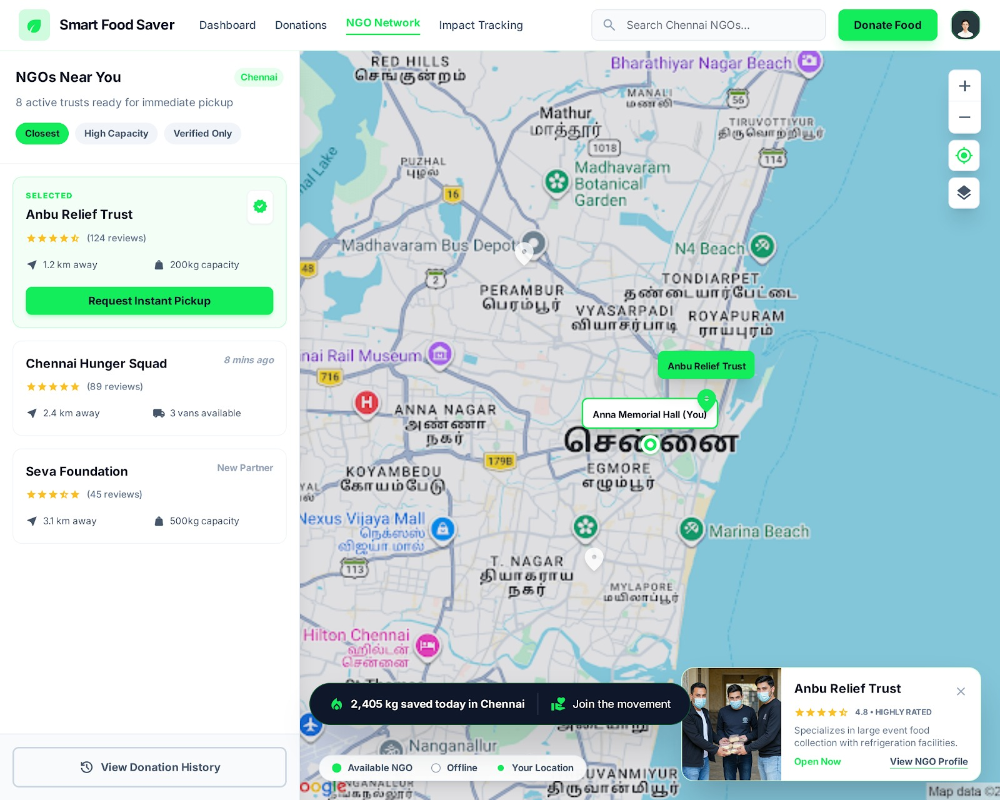 Smart Food Saver
Dashboard
Donations
NGO Network
Impact Tracking
Search Chennai NGOs...
Donate Food
NGOs Near You
Chennai
8 active trusts ready for immediate pickup
Closest
High Capacity
Verified Only
SELECTED
Anbu Relief Trust
(124 reviews)
1.2 km away
200kg capacity
Request Instant Pickup
Chennai Hunger Squad
8 mins ago
(89 reviews)
2.4 km away
3 vans available
Seva Foundation
New Partner
(45 reviews)
3.1 km away
500kg capacity
View Donation History
RED HILLS
செங்குன்றம்
Bharathiyar Nagar Beach
MANALI
மணலி
56
Mathur
மாத்தூர்
TIRUVOTTIYUR
திருவொற்றியூர்
1018
114
PUZHAL
புழல்
Lake
Madhavaram
Botanical
Garden
16
Madhavaram Bus Depot
N4 Beach
48
2
TONDIARPET
தண்டையார்பேட்டை
PERAMBUR
பெரம்பூர்
VYASARPADI
வியாசர்பாடி
ROYAPURAM
ராயபுரம்
Rail Museum
716
Anbu Relief Trust
H
ANNA NAGAR
அண்ணா
நகர்
Anna Memorial Hall (You)
சென்னை
179B
EGMORE
எழும்பூர்
KOYAMBEDU
கோயம்பேடு
Nexus Vijaya Mall
நெக்ஸஸ்
விஜயா மால்
Marina Beach
113
T. NAGAR
தியாகராய
நகர்
MYLAPORE
மயிலாப்பூர்
Hilton Chennai
ஹில்டன்
சென்னை
2,405 kg saved today in Chennai
Join the movement
Nanganallur
Available NGO
Offline
Your Location
திருவான்மியூர்
Anbu Relief Trust
4.8 • HIGHLY RATED
Specializes in large event food
collection with refrigeration facilities.
Open Now
View NGO Profile
Map data